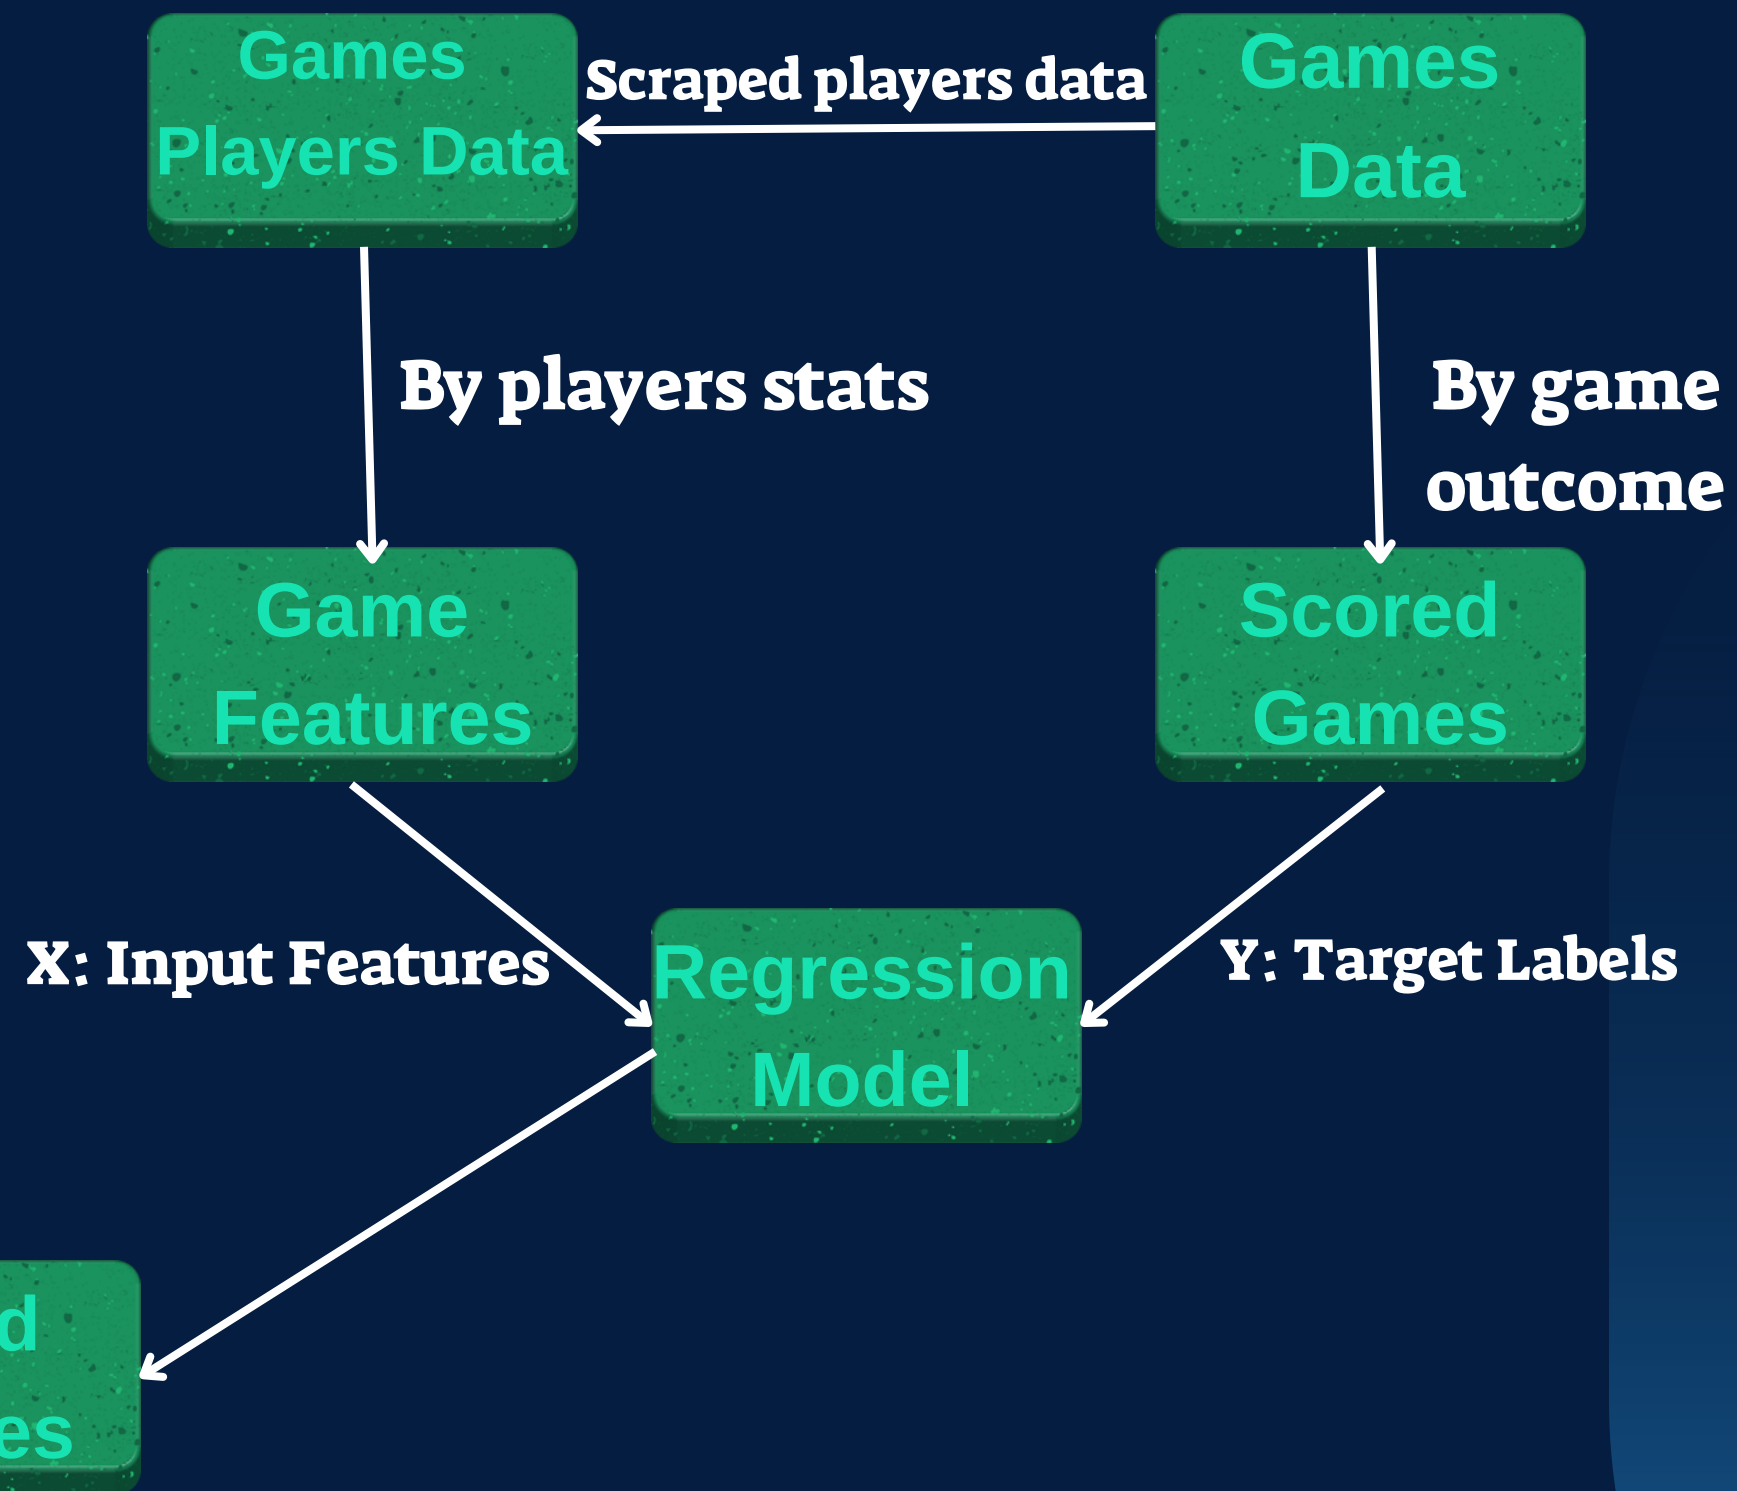 Games
Players Data
Scraped players data
Games
Data
By players stats
By game
outcome
Game
Features
Scored
Games
X: Input Features
Regression
Model
Y: Target Labels
d
es